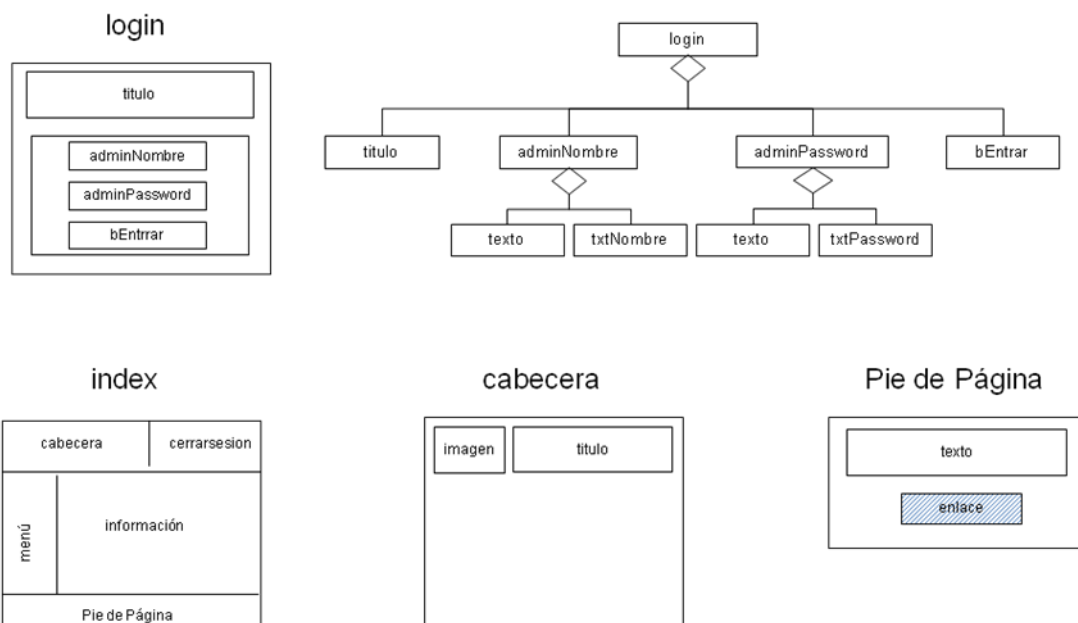 login
titulo
adminNombre
adminPassword
bEntrrar
login
titulo
adminNombre
adminPassword
bEntrar
texto
txtNombre
texto
txtPassword
index
cabecera
cerrarsesion
menú
información
Pie de Página
cabecera
imagen
titulo
Pie de Página
texto
enlace